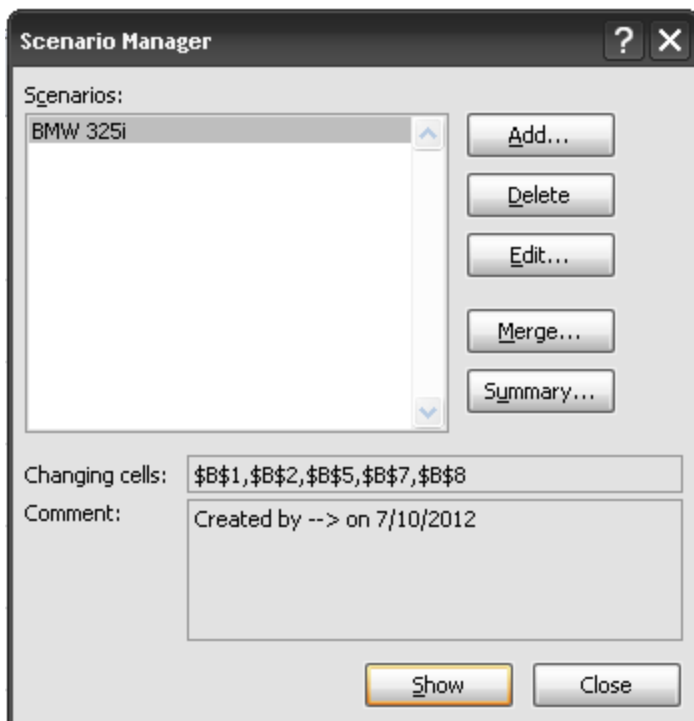 Scenario Manager
?
Scenarios:
BMW 325i
Add...
Delete
Edit...
Merge...
Summary...
Changing cells: $B$1,$B$2,$B$5,$B$7,$B$8
Comment: Created by --> on 7/10/2012
Show Close